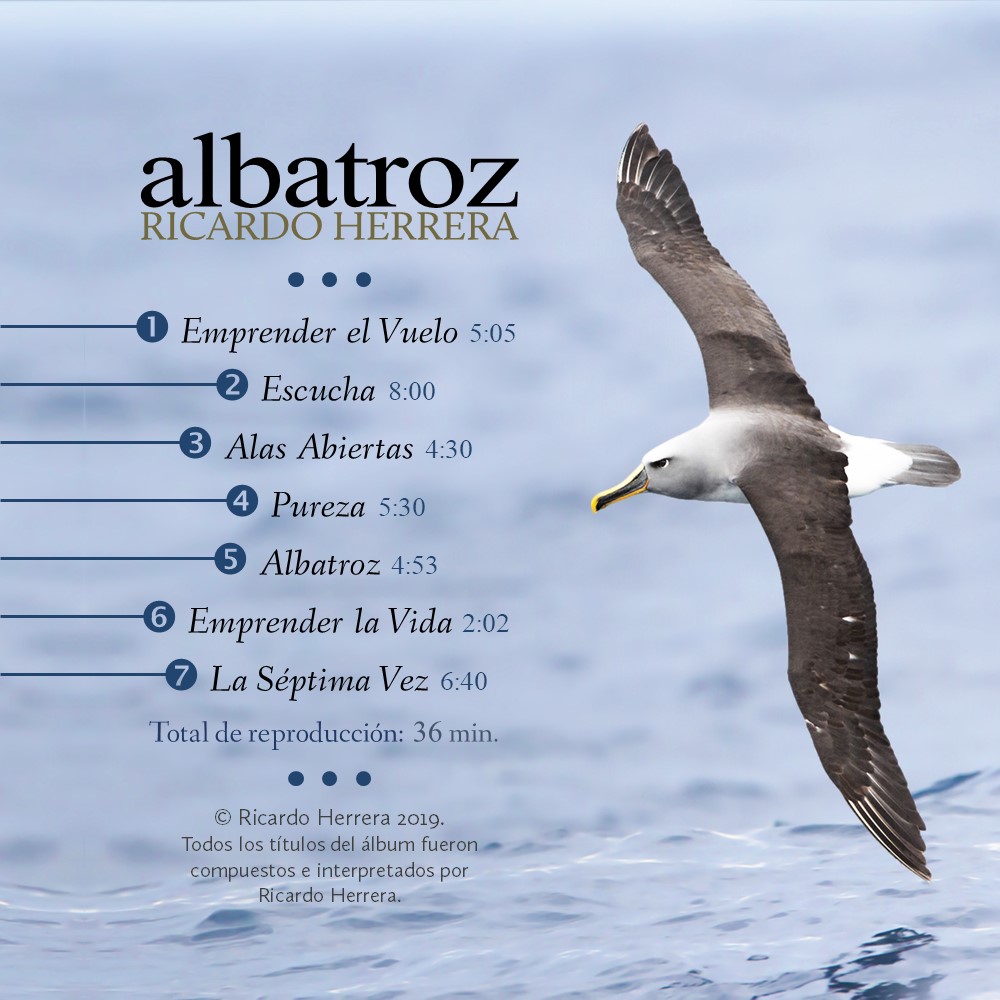 albatroz
RICARDO HERRERA
1 Emprender el Vuelo 5:05
2 Escucha 8:00
3 Alas Abiertas 4:30
4 Pureza 5:30
5 Albatroz 4:53
6 Emprender la Vida 2:02
7 La Séptima Vez 6:40
Total de reproducción: 36 min.
© Ricardo Herrera 2019.
Todos los títulos del álbum fueron
compuestos e interpretados por
Ricardo Herrera.